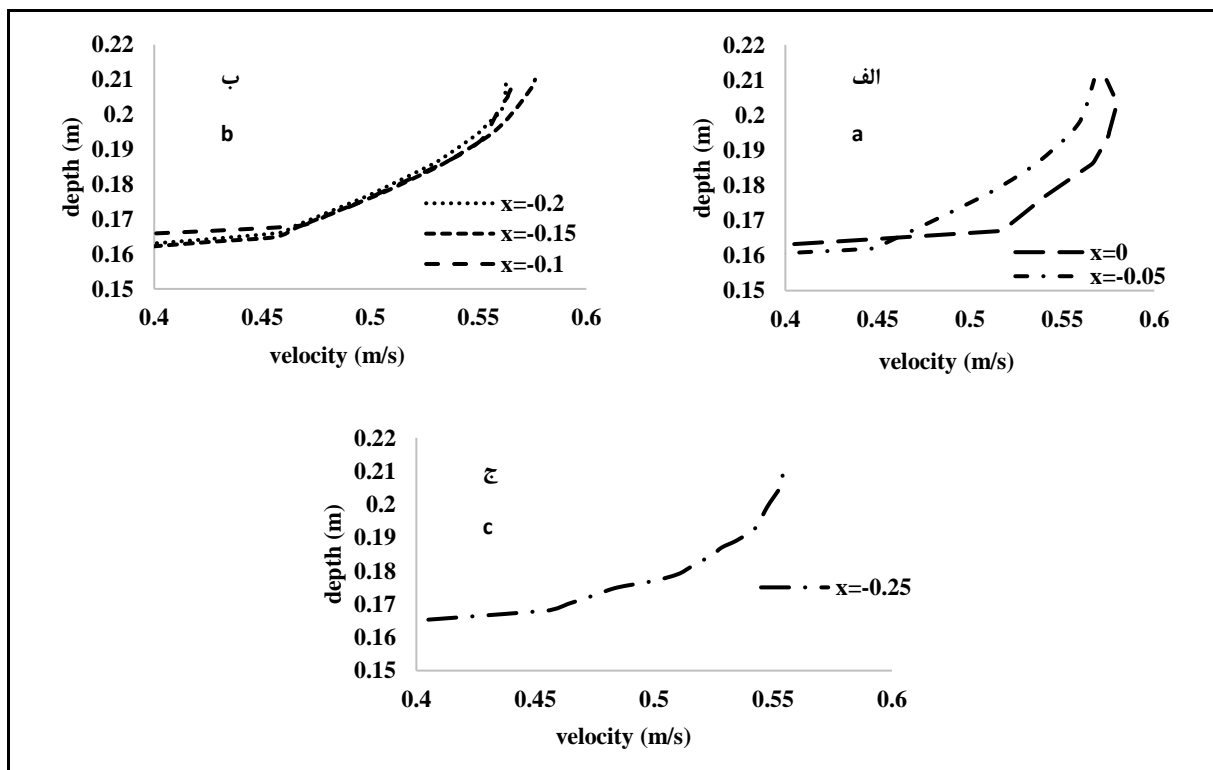 0.22
0.21
0.2
0.19
0.18
0.17
0.16
0.15
depth (m)
ب
b
x=-0.2
x=-0.15
x=-0.1
0.4 0.45 0.5 0.55 0.6
velocity (m/s)
0.22
0.21
0.2
0.19
0.18
0.17
0.16
0.15
depth (m)
الف
a
x=0
x=-0.05
0.4 0.45 0.5 0.55 0.6
velocity (m/s)
0.22
0.21
0.2
0.19
0.18
0.17
0.16
0.15
depth (m)
ج
c
x=-0.25
0.4 0.45 0.5 0.55 0.6
velocity (m/s)